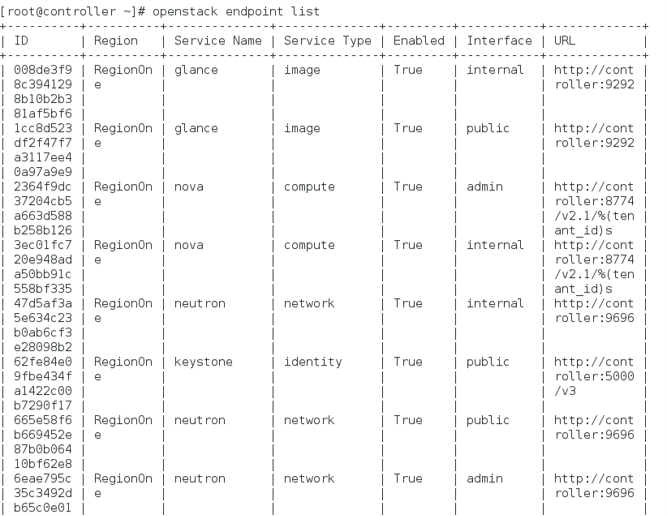 [root@controller ~]# openstack endpoint list
+----------+----------+--------------+--------------+---------+-----------+-------------+
| ID | Region | Service Name | Service Type | Enabled | Interface | URL |
+----------+----------+--------------+--------------+---------+-----------+-------------+
| 008de3f9 | RegionOn | glance | image | True | internal | http://cont |
| 8c394129 | e | | | | | roller:9292 |
| 8b10b2b3 | | | | | | |
| 81af5bf6 | | | | | | |
| 1cc8d523 | RegionOn | glance | image | True | public | http://cont |
| df2f47f7 | e | | | | | roller:9292 |
| a3117ee4 | | | | | | |
| 0a97a9e9 | | | | | | |
| 2364f9dc | RegionOn | nova | compute | True | admin | http://cont |
| 37204cb5 | e | | | | | roller:8774 |
| a663d588 | | | | | | /v2.1/%(ten |
| b258b126 | | | | | | ant_id)s |
| 3ec01fc7 | RegionOn | nova | compute | True | internal | http://cont |
| 20e948ad | e | | | | | roller:8774 |
| a50bb91c | | | | | | /v2.1/%(ten |
| 558bf335 | | | | | | ant_id)s |
| 47d5af3a | RegionOn | neutron | network | True | internal | http://cont |
| 5e634c23 | e | | | | | roller:9696 |
| b0ab6cf3 | | | | | | |
| e28098b2 | | | | | | |
| 62fe84e0 | RegionOn | keystone | identity | True | public | http://cont |
| 9fbe434f | e | | | | | roller:5000 |
| a1422c00 | | | | | | /v3 |
| b7290f17 | | | | | | |
| 665e58f6 | RegionOn | neutron | network | True | public | http://cont |
| b669452e | e | | | | | roller:9696 |
| 87b0b064 | | | | | | |
| 10bf62e8 | | | | | | |
| 6eae795c | RegionOn | neutron | network | True | admin | http://cont |
| 35c3492d | e | | | | | roller:9696 |
| b65c0e01 | | | | | | |